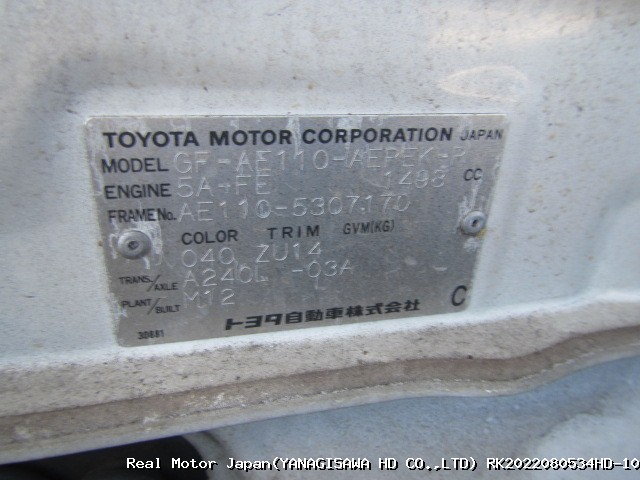 TOYOTA MOTOR CORPORATION JAPAN
MODEL GF-AE110-AEPEK-R
ENGINE 5A-FE 1498 CC
FRAME No. AE110-5307170
COLOR TRIM GVM(KG)
040 ZU14
TRANS./AXLE A240L -03A
PLANT/BUILT M12
C
トヨタ自動車株式会社
30681
Real Motor Japan(YANAGISAWA HD CO.,LTD) RK2022080534HD-10